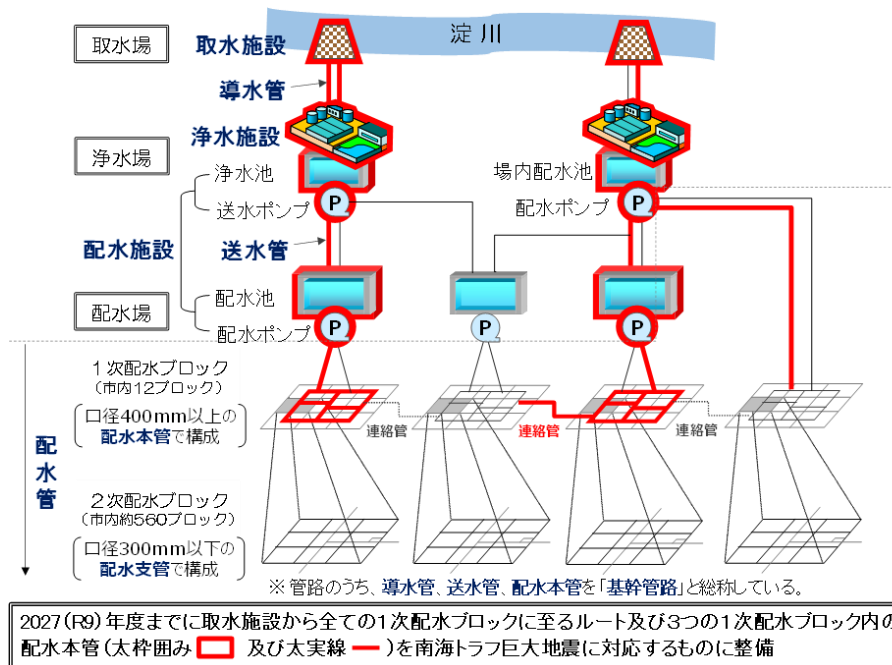 淀川
取水場
取水施設
導水管
浄水施設
浄水場
浄水池
場内配水池
送水ポンプ
P
配水ポンプ
P
配水施設
送水管
配水場
配水池
配水ポンプ
P
P
P
1次配水ブロック
(市内12ブロック)
口径400mm以上の
配水本管で構成
連絡管
連絡管
連絡管
配水管
2次配水ブロック
(市内約560ブロック)
口径300mm以下の
配水支管で構成
※管路のうち、導水管、送水管、配水本管を「基幹管路」と総称している。
2027(R9)年度までに取水施設から全ての1次配水ブロックに至るルート及び3つの1次配水ブロック内の
配水本管(太枠囲み 及び太実線 )を南海トラフ巨大地震に対応するものに整備